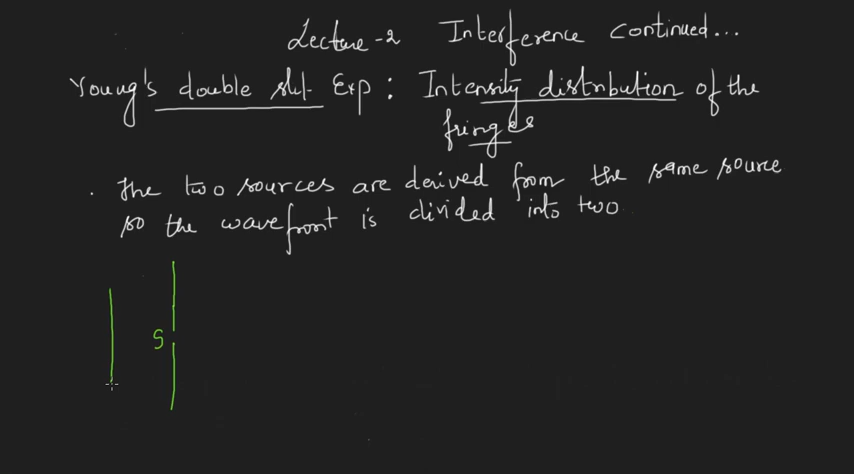 Lecture-2 Interference continued...
Young's double slit Exp: Intensity distribution of the
fringes
. The two sources are derived from the same source
so the wavefront is divided into two
S